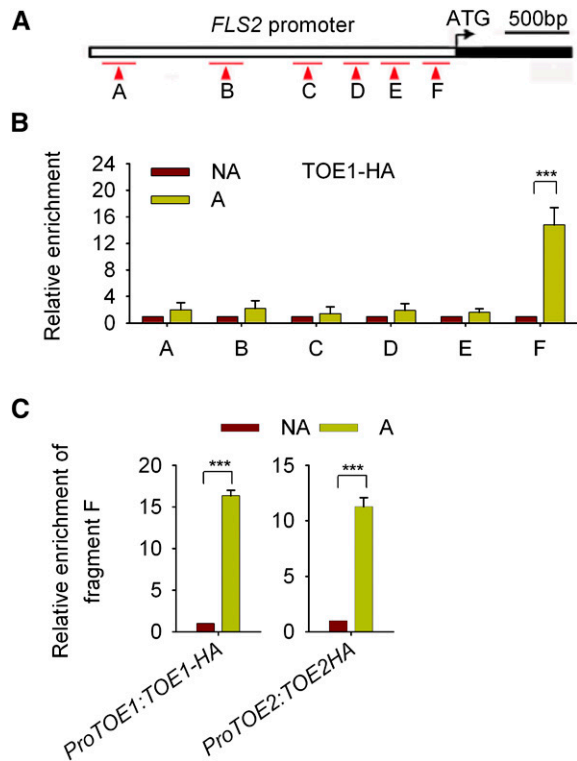 A
FLS2 promoter
ATG
500bp
A B C D E F
B
Relative enrichment
24
20
16
12
8
4
0
NA
A
TOE1-HA
***
A B C D E F
C
NA A
Relative enrichment of
fragment F
20
15
10
5
0
***
ProTOE1:TOE1-HA
15
10
5
0
***
ProTOE2:TOE2HA